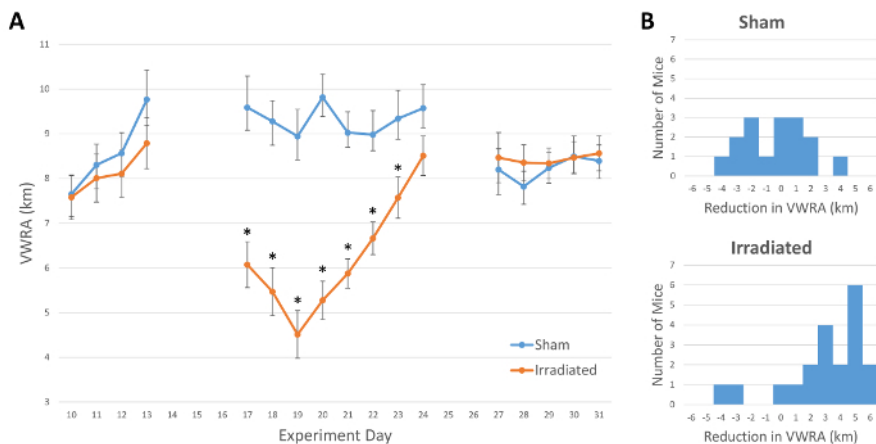 A
11
10
9
8
7
6
5
4
3
VWRA (km)
* * * * * * *
Sham
Irradiated
10 11 12 13 14 15 16 17 18 19 20 21 22 23 24 25 26 27 28 29 30 31
Experiment Day
B
Sham
7
6
5
4
3
2
1
0
Number of Mice
-6 -5 -4 -3 -2 -1 0 1 2 3 4 5 6
Reduction in VWRA (km)
Irradiated
7
6
5
4
3
2
1
0
Number of Mice
-6 -5 -4 -3 -2 -1 0 1 2 3 4 5 6
Reduction in VWRA (km)